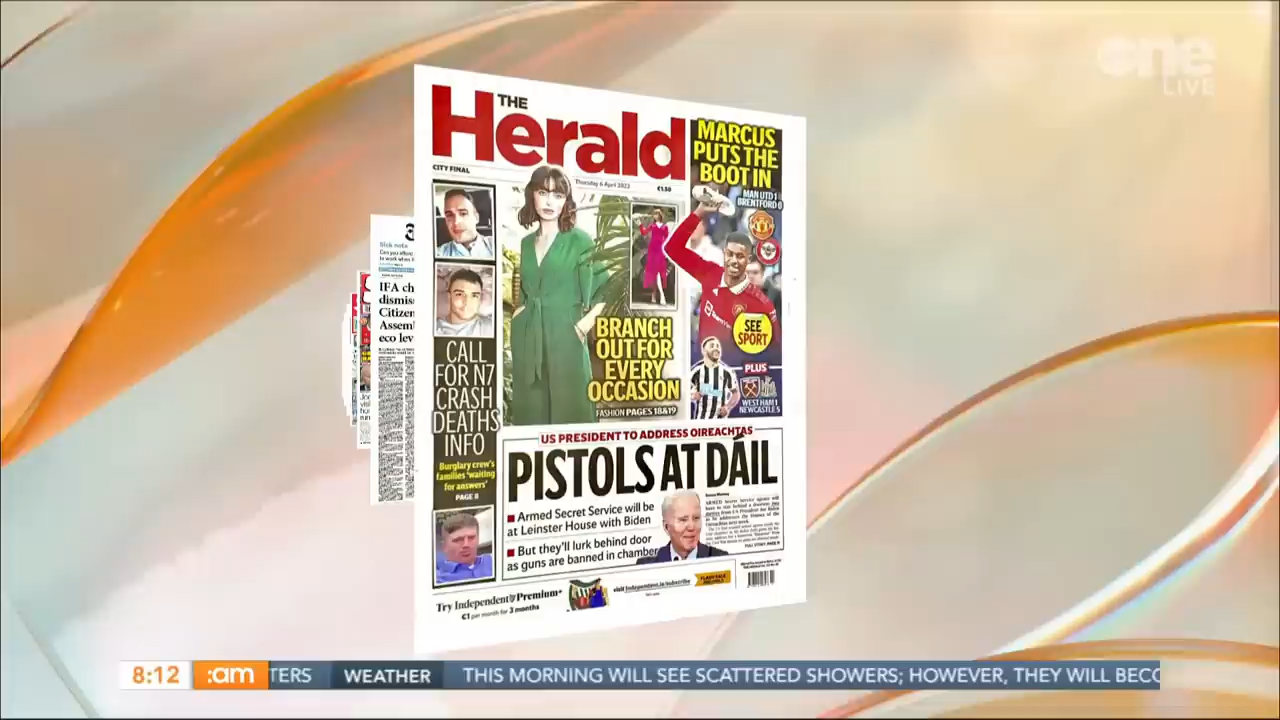 one
LIVE
THE
Herald
CITY FINAL
Thursday 6 April 2023
€1.50
MARCUS
PUTS THE
BOOT IN
MAN UTD 1
BRENTFORD 0
SEE
SPORT
PLUS
WEST HAM 1
NEWCASTLE 5
BRANCH
OUT FOR
EVERY
OCCASION
FASHION PAGES 18&19
CALL
FOR N7
CRASH
DEATHS
INFO
Burglary crew's
families 'waiting
for answers'
PAGE 8
US PRESIDENT TO ADDRESS OIREACHTAS
PISTOLS AT DÁIL
Armed Secret Service will be
at Leinster House with Biden
But they'll lurk behind door
as guns are banned in chamber
Try Independent Premium+
€1 per month for 3 months
visit Independent.ie/subscribe
IFA ch
dismis
Citizen
Assem
eco lev
8:12
:am
TERS
WEATHER
THIS MORNING WILL SEE SCATTERED SHOWERS; HOWEVER, THEY WILL BECO